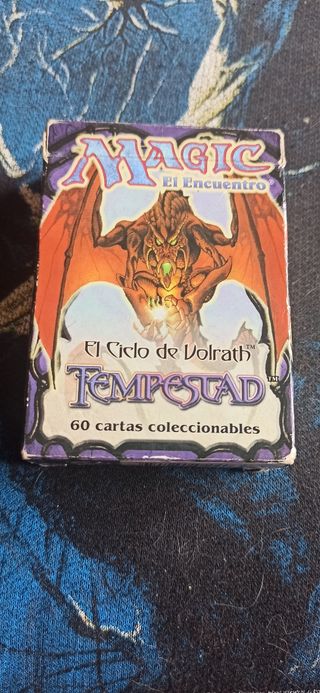 MAGIC
El Encuentro
El Ciclo de Volrath™
TEMPESTAD™
60 cartas coleccionables